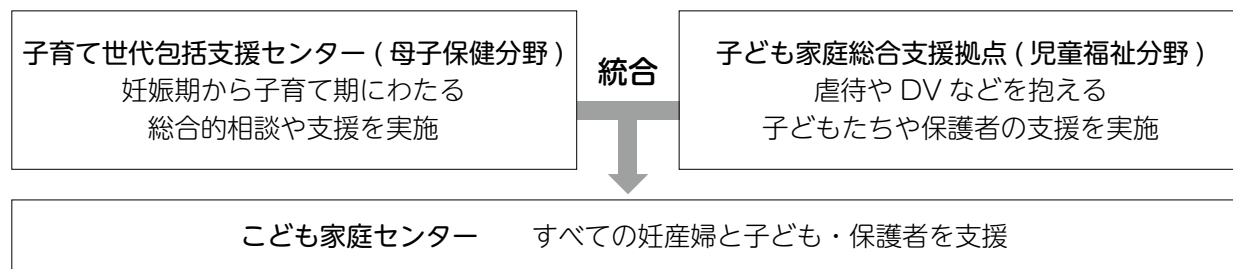 子育て世代包括支援センター ( 母子保健分野 )
妊娠期から子育て期にわたる
総合的相談や支援を実施
統合
子ども家庭総合支援拠点 ( 児童福祉分野 )
虐待や DV などを抱える
子どもたちや保護者の支援を実施
こども家庭センター　すべての妊産婦と子ども・保護者を支援